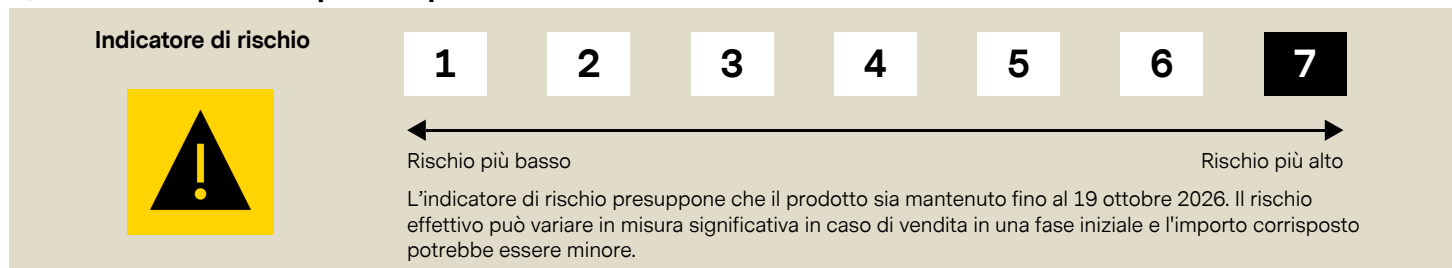 Indicatore di rischio
1 2 3 4 5 6 7
Rischio più basso Rischio più alto
L'indicatore di rischio presuppone che il prodotto sia mantenuto fino al 19 ottobre 2026. Il rischio
effettivo può variare in misura significativa in caso di vendita in una fase iniziale e l'importo corrisposto
potrebbe essere minore.